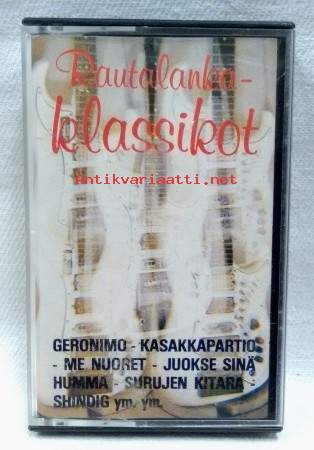 Rautalanka-
klassikot
antikvariaatti.net
GERONIMO - KASAKKAPARTIO
- ME NUORET - JUOKSE SINÄ
HUMMA - SURUJEN KITARA -
SHINDIG ym. ym.